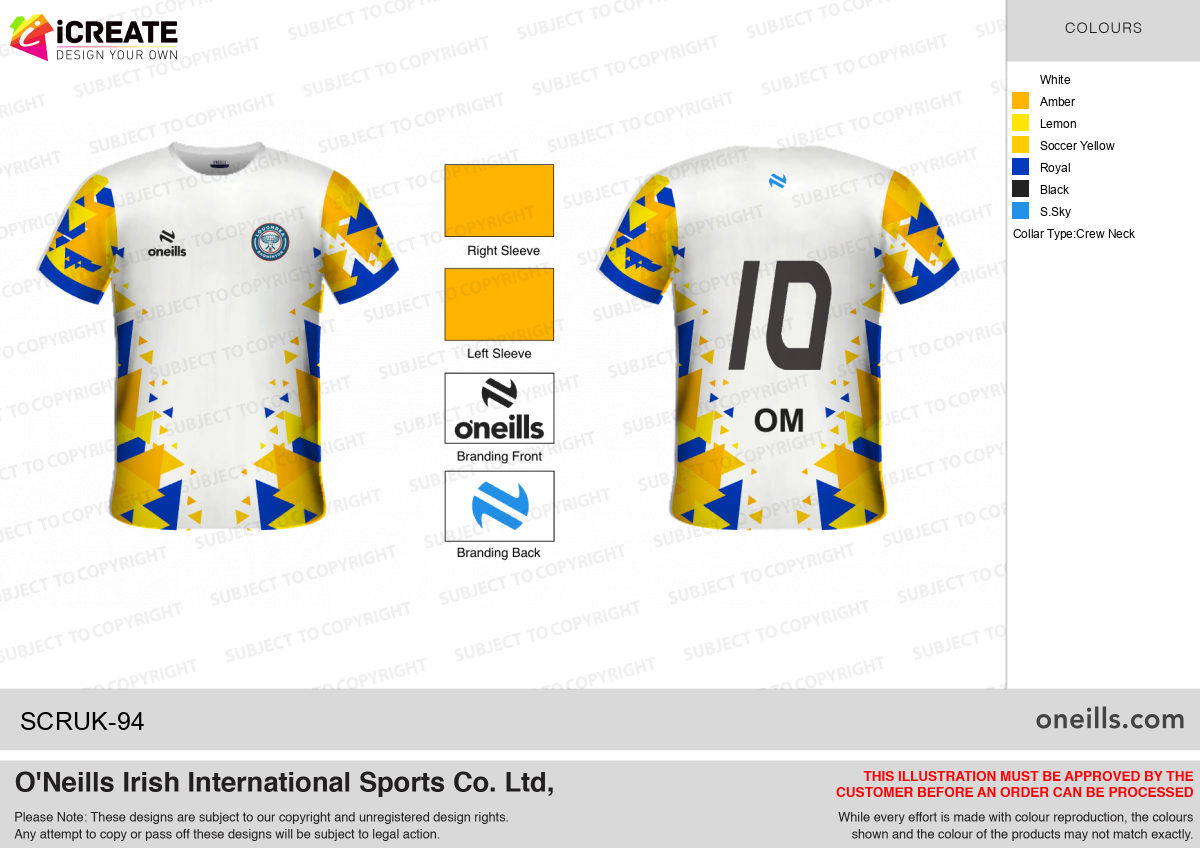 iCREATE
DESIGN YOUR OWN
COLOURS
White
Amber
Lemon
Soccer Yellow
Royal
Black
S.Sky
Collar Type:Crew Neck
oneills
LOUGHREA
BADMINTON
Right Sleeve
Left Sleeve
oneills
Branding Front
Branding Back
10
OM
SUBJECT TO COPYRIGHT
SCRUK-94
oneills.com
O'Neills Irish International Sports Co. Ltd,
Please Note: These designs are subject to our copyright and unregistered design rights.
Any attempt to copy or pass off these designs will be subject to legal action.
THIS ILLUSTRATION MUST BE APPROVED BY THE
CUSTOMER BEFORE AN ORDER CAN BE PROCESSED
While every effort is made with colour reproduction, the colours
shown and the colour of the products may not match exactly.